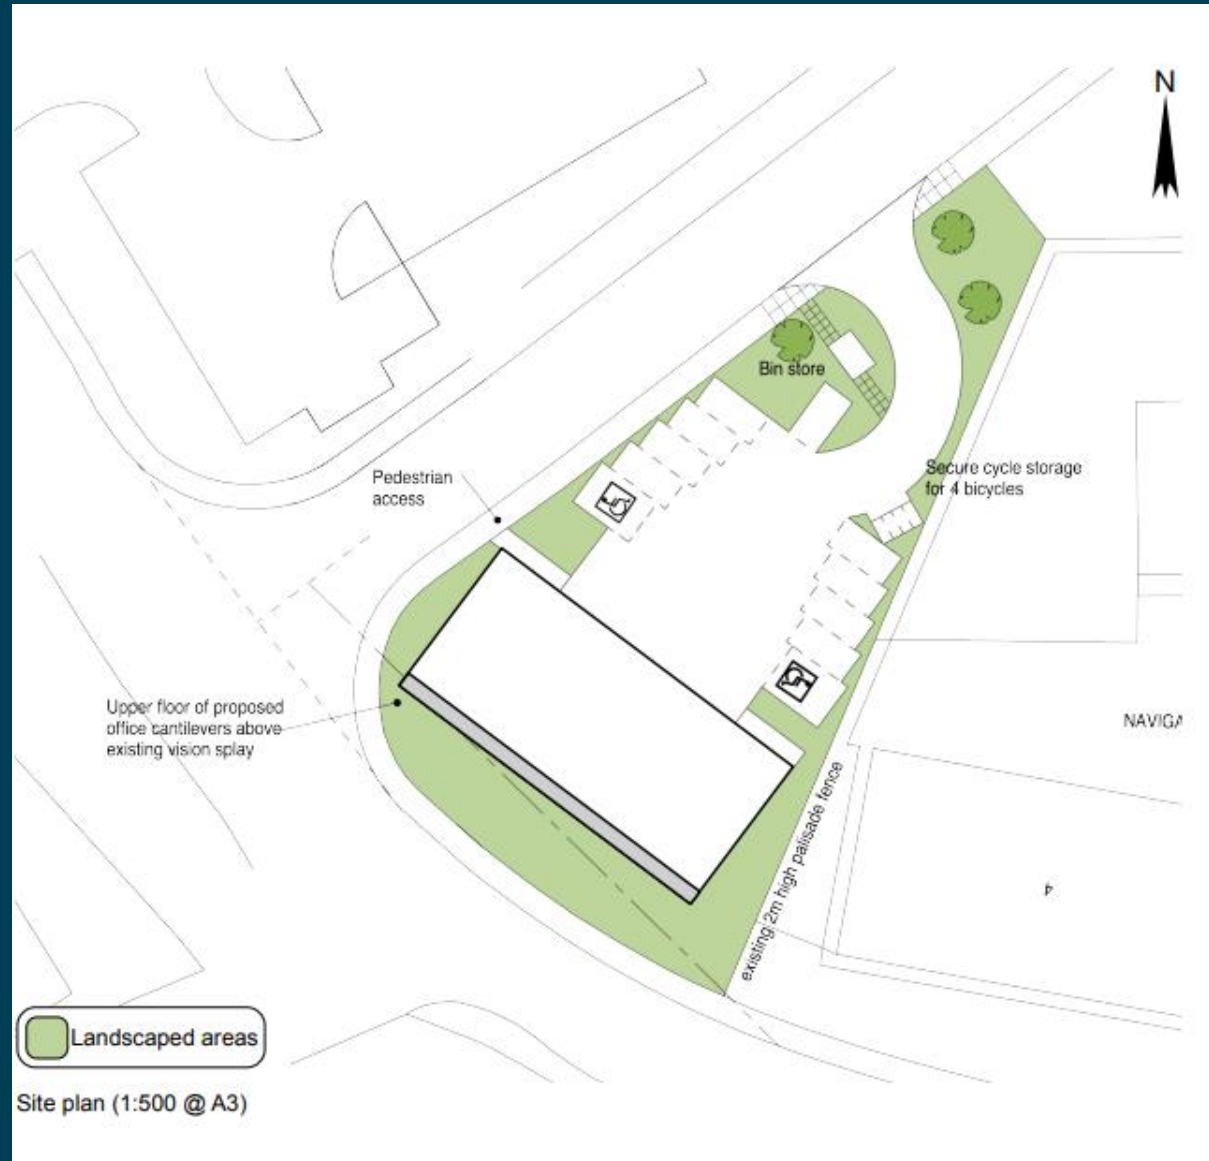 N
Bin store
Secure cycle storage
for 4 bicycles
Pedestrian
access
Upper floor of proposed
office cantilevers above
existing vision splay
NAVIGA
existing 2m high palisade fence
4
Landscaped areas
Site plan (1:500 @ A3)